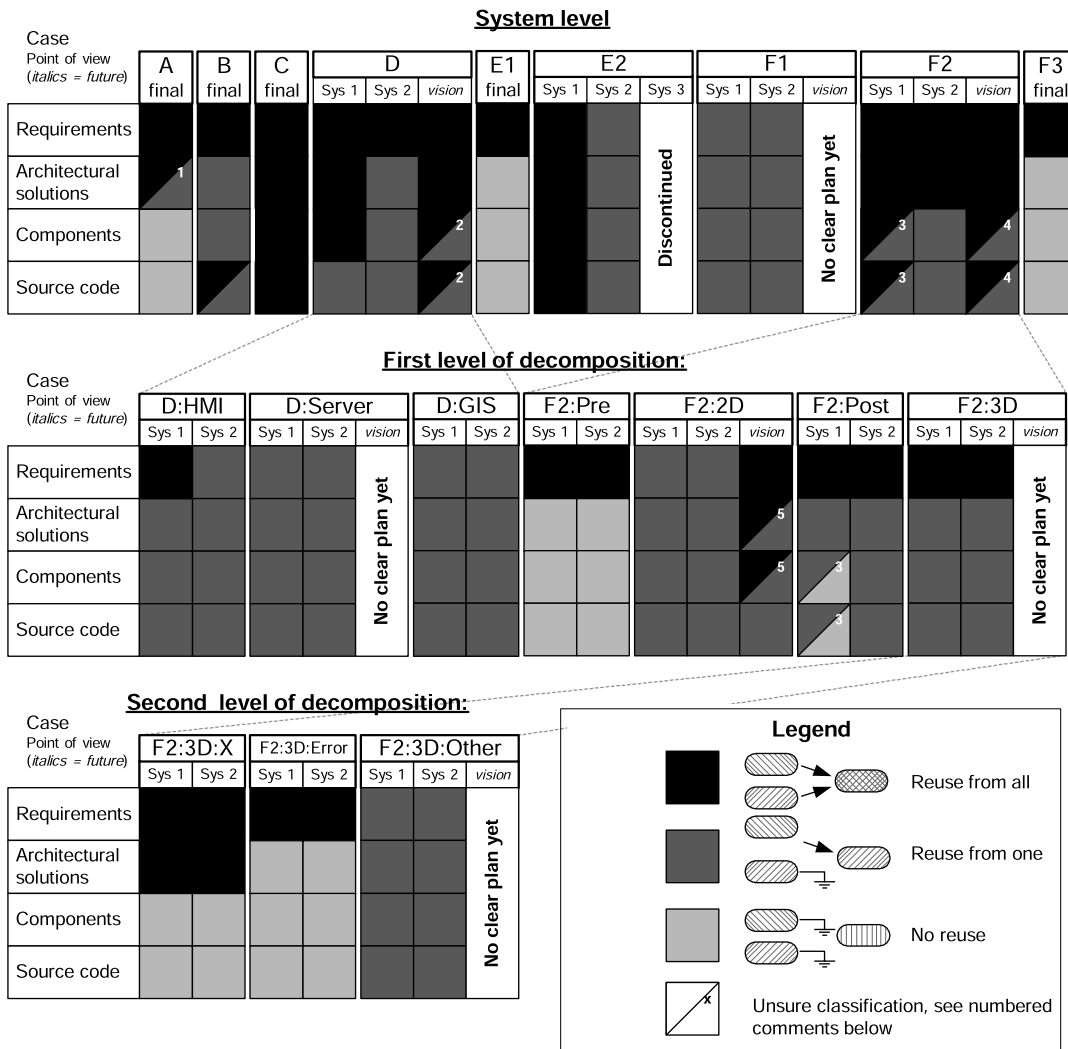 System level
Case
Point of view
(italics = future)
A B C D E1 E2 F1 F2 F3
final final final Sys 1 Sys 2 vision final Sys 1 Sys 2 Sys 3 Sys 1 Sys 2 vision Sys 1 Sys 2 vision final
Requirements
Architectural
solutions
1
Components
2 3 4
Source code
2 3 4
Discontinued
No clear plan yet
First level of decomposition:
Case
Point of view
(italics = future)
D:HMI D:Server D:GIS F2:Pre F2:2D F2:Post F2:3D
Sys 1 Sys 2 Sys 1 Sys 2 vision Sys 1 Sys 2 Sys 1 Sys 2 Sys 1 Sys 2 vision Sys 1 Sys 2 Sys 1 Sys 2 vision
Requirements
Architectural
solutions
5
Components
5 3
Source code
3
No clear plan yet
No clear plan yet
Second level of decomposition:
Case
Point of view
(italics = future)
F2:3D:X F2:3D:Error F2:3D:Other
Sys 1 Sys 2 Sys 1 Sys 2 Sys 1 Sys 2 vision
Requirements
Architectural
solutions
Components
Source code
No clear plan yet
Legend
Reuse from all
Reuse from one
No reuse
x
Unsure classification, see numbered
comments below